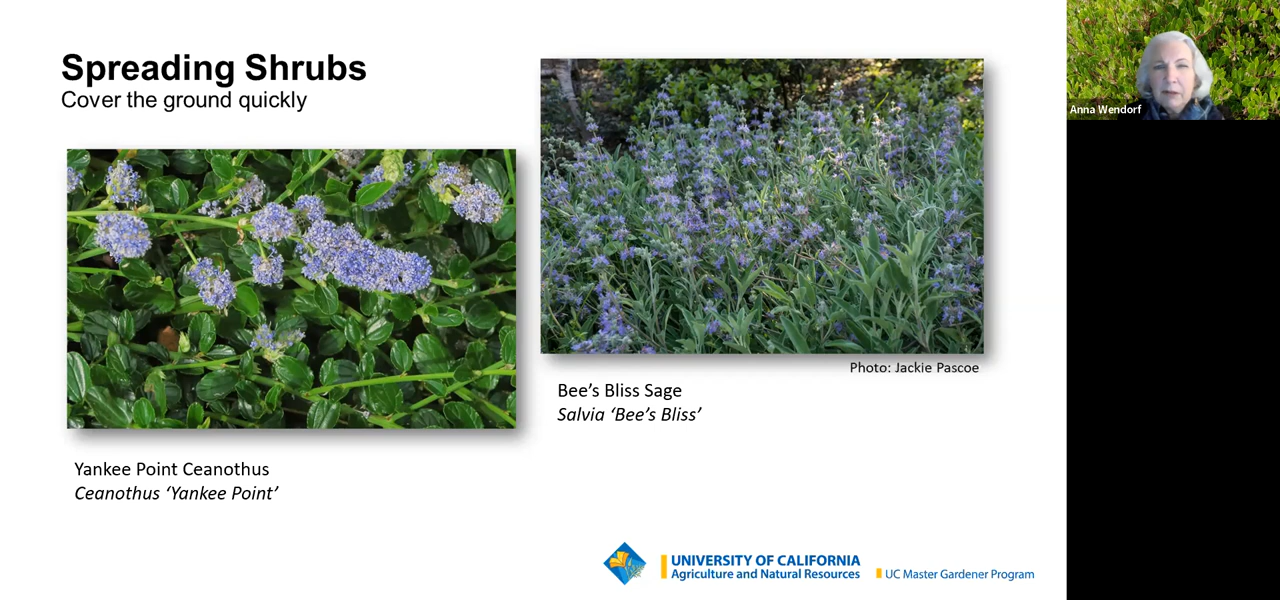 Spreading Shrubs
Cover the ground quickly
Anna Wendorf
Photo: Jackie Pascoe
Bee’s Bliss Sage
Salvia ‘Bee’s Bliss’
Yankee Point Ceanothus
Ceanothus ‘Yankee Point’
UNIVERSITY OF CALIFORNIA
Agriculture and Natural Resources
UC Master Gardener Program